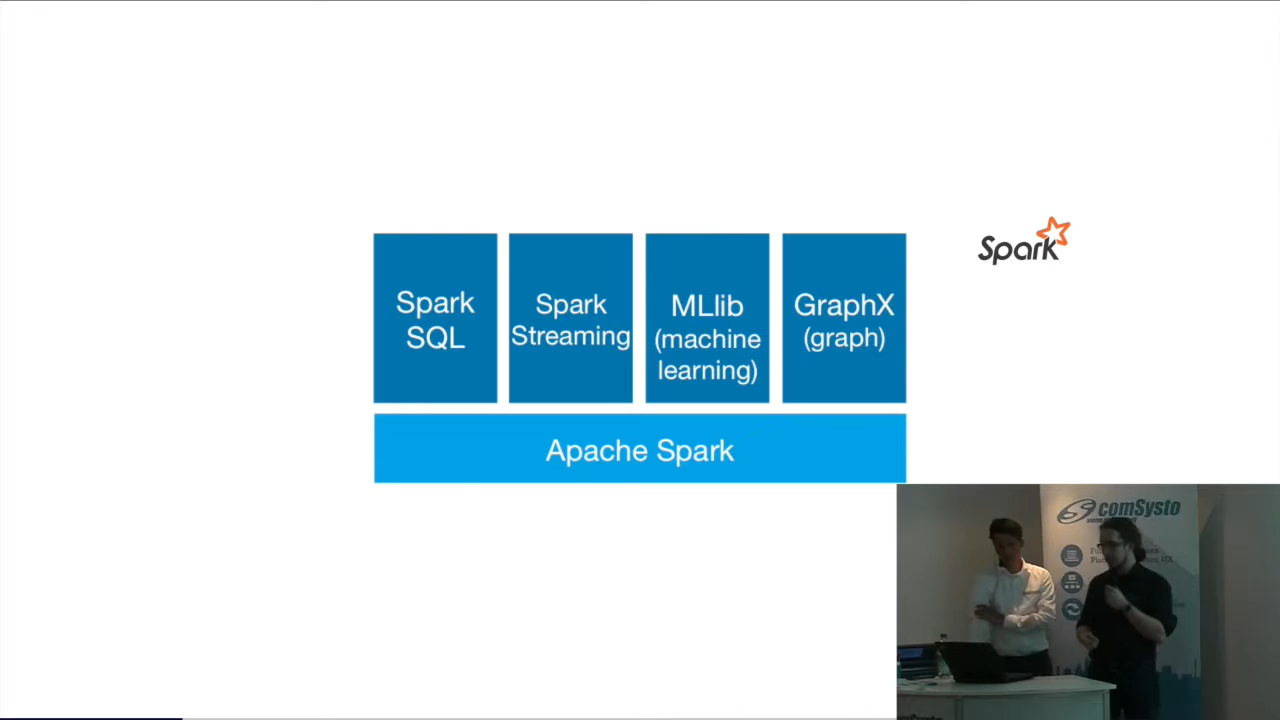 Spark
SQL
Spark
Streaming
MLlib
(machine
learning)
GraphX
(graph)
Apache Spark
Spark
comSysto